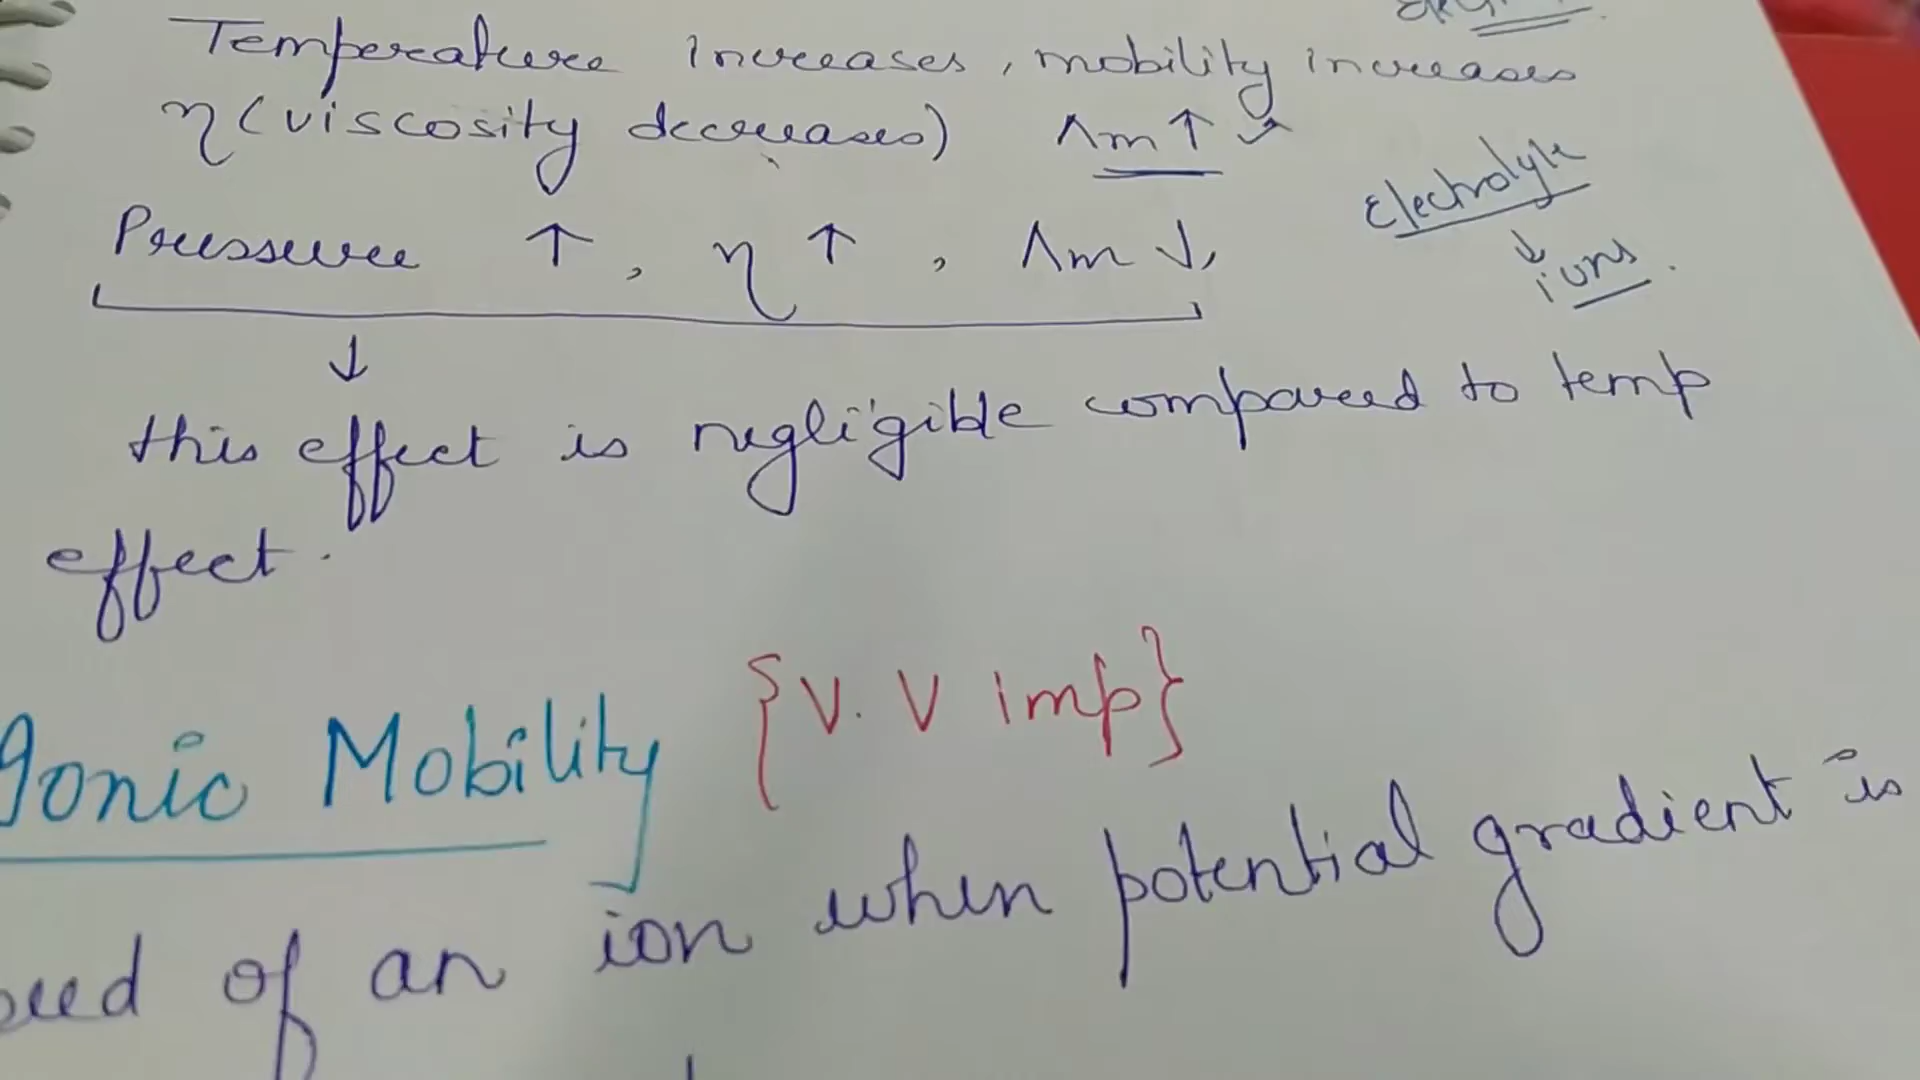 Temperature increases, mobility increases
η (viscosity decreases) Λm ↑
Electrolyte
↓
ions.
Pressure ↑, η ↑, Λm ↓,
↓
this effect is negligible compared to temp
effect.
Ionic Mobility {V. V imp}
of an ion when potential gradient is